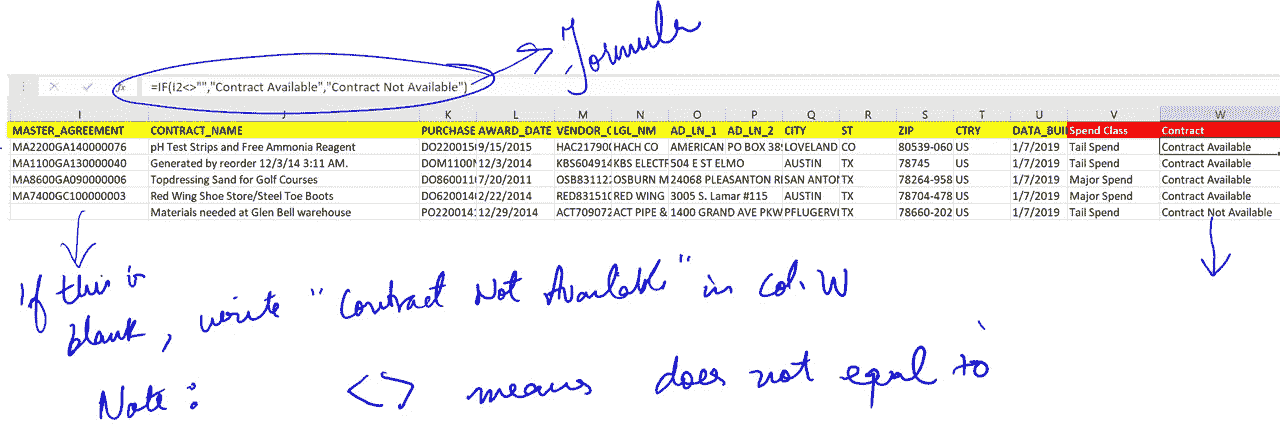 Formula
fx =IF(I2<>"","Contract Available","Contract Not Available")
I J K L M N O P Q R S T U V W
MASTER_AGREEMENT CONTRACT_NAME PURCHASE AWARD_DATE VENDOR_C LGL_NM AD_LN_1 AD_LN_2 CITY ST ZIP CTRY DATA_BUI Spend Class Contract
MA2200GA140000076 pH Test Strips and Free Ammonia Reagent DO220015 9/15/2015 HAC21790 HACH CO AMERICAN PO BOX 38 LOVELAND CO 80539-060 US 1/7/2019 Tail Spend Contract Available
MA1100GA130000040 Generated by reorder 12/3/14 3:11 AM. DOM1100 12/3/2014 KBS604914 KBS ELECTF 504 E ST ELMO AUSTIN TX 78745 US 1/7/2019 Tail Spend Contract Available
MA8600GA090000006 Topdressing Sand for Golf Courses DO860011 7/20/2011 OSB831122 OSBURN M 24068 PLEASANTON RI SAN ANTON TX 78264-958 US 1/7/2019 Major Spend Contract Available
MA7400GC100000003 Red Wing Shoe Store/Steel Toe Boots DO620014 2/22/2014 RED83151 RED WING 3005 S. Lamar #115 AUSTIN TX 78704-478 US 1/7/2019 Major Spend Contract Available
Materials needed at Glen Bell warehouse PO220014 12/29/2014 ACT709072 ACT PIPE & 1400 GRAND AVE PKW PFLUGERVI TX 78660-202 US 1/7/2019 Tail Spend Contract Not Available
If this is
blank, write "Contract Not Available" in Col. W
Note: <> means does not equal to